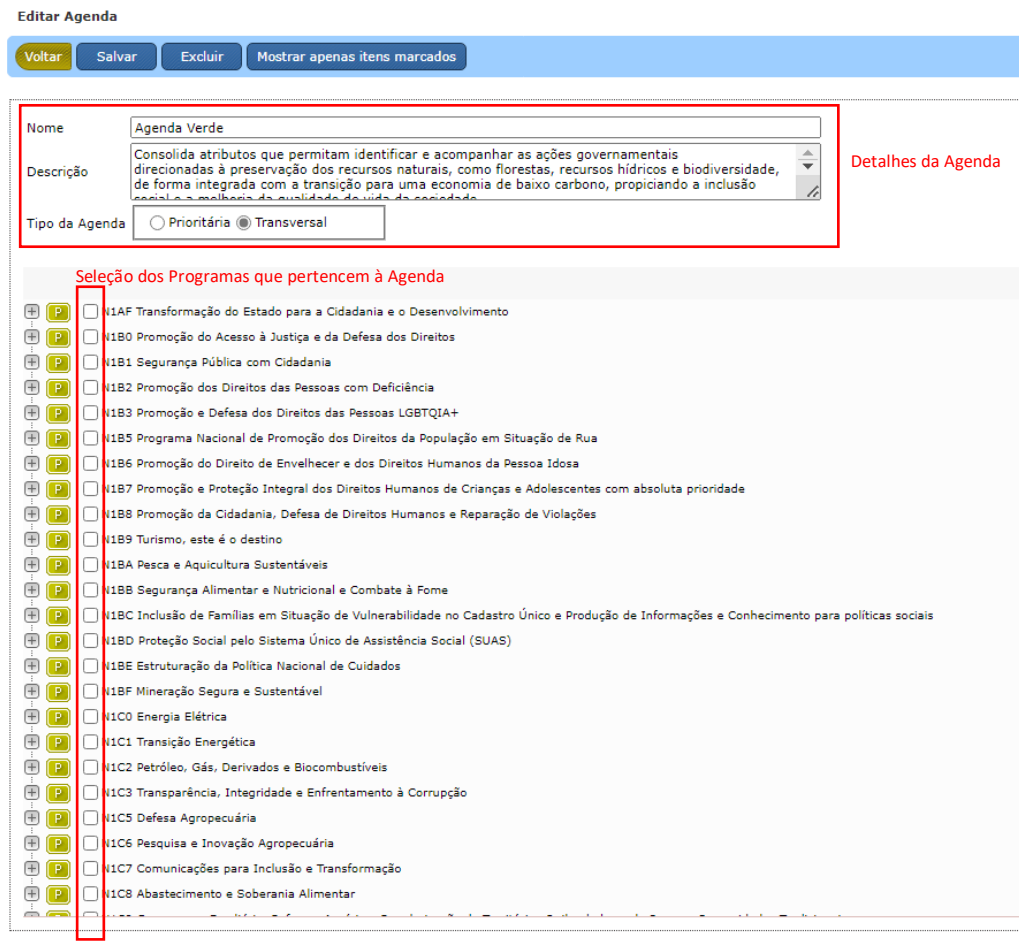 Editar Agenda
Voltar Salvar Excluir Mostrar apenas itens marcados
Nome Agenda Verde
Descrição Consolida atributos que permitam identificar e acompanhar as ações governamentais
direcionadas à preservação dos recursos naturais, como florestas, recursos hídricos e biodiversidade,
de forma integrada com a transição para uma economia de baixo carbono, propiciando a inclusão
social e a melhoria da qualidade de vida da sociedade
Detalhes da Agenda
Tipo da Agenda Prioritária Transversal
Seleção dos Programas que pertencem à Agenda
P N1AF Transformação do Estado para a Cidadania e o Desenvolvimento
P N1B0 Promoção do Acesso à Justiça e da Defesa dos Direitos
P N1B1 Segurança Pública com Cidadania
P N1B2 Promoção dos Direitos das Pessoas com Deficiência
P N1B3 Promoção e Defesa dos Direitos das Pessoas LGBTQIA+
P N1B5 Programa Nacional de Promoção dos Direitos da População em Situação de Rua
P N1B6 Promoção do Direito de Envelhecer e dos Direitos Humanos da Pessoa Idosa
P N1B7 Promoção e Proteção Integral dos Direitos Humanos de Crianças e Adolescentes com absoluta prioridade
P N1B8 Promoção da Cidadania, Defesa de Direitos Humanos e Reparação de Violações
P N1B9 Turismo, este é o destino
P N1BA Pesca e Aquicultura Sustentáveis
P N1BB Segurança Alimentar e Nutricional e Combate à Fome
P N1BC Inclusão de Famílias em Situação de Vulnerabilidade no Cadastro Único e Produção de Informações e Conhecimento para políticas sociais
P N1BD Proteção Social pelo Sistema Único de Assistência Social (SUAS)
P N1BE Estruturação da Política Nacional de Cuidados
P N1BF Mineração Segura e Sustentável
P N1C0 Energia Elétrica
P N1C1 Transição Energética
P N1C2 Petróleo, Gás, Derivados e Biocombustíveis
P N1C3 Transparência, Integridade e Enfrentamento à Corrupção
P N1C5 Defesa Agropecuária
P N1C6 Pesquisa e Inovação Agropecuária
P N1C7 Comunicações para Inclusão e Transformação
P N1C8 Abastecimento e Soberania Alimentar